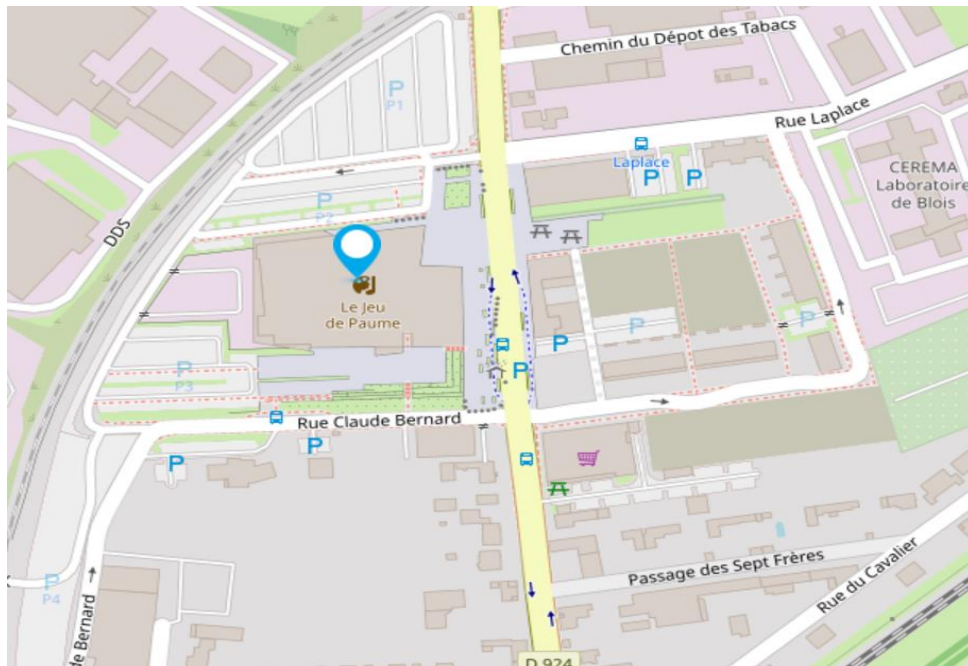 Chemin du Dépot des Tabacs
P
P1
Rue Laplace
Laplace
P
P
CEREMA
Laboratoire
de Blois
DDS
P
P2
Le Jeu
de Paume
P
P
P
P
P3
P
Rue Claude Bernard
P
P
Passage des Sept Frères
Rue du Cavalier
P
P4
de Bernard
D 924